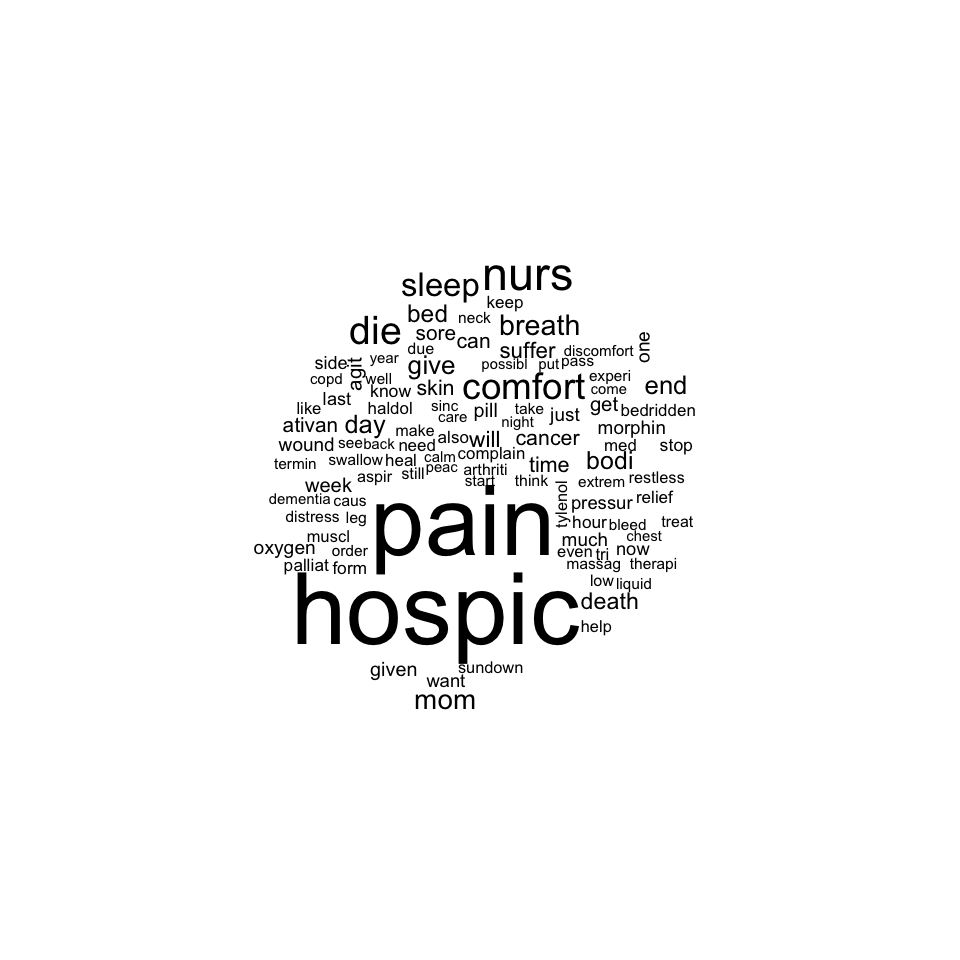 sleep nurs
keep
bed neck
die sore can breath
due suffer discomfort one
side agit year give possibl put pass
copd well know skin comfort experi come end
last
like haldol sinc care pill take night just get bedridden
ativan day make also will cancer morphin
wound see back need calm complain med stop
termin swallow heal peac arthriti time bodi
aspir still start think extrem restless
week
dementia caus pain tylenol pressur relief
distress leg hour bleed treat
muscl much chest
oxygen order even tri now
palliat form massag therapi
low liquid
hospic death
help
given sundown
want
mom